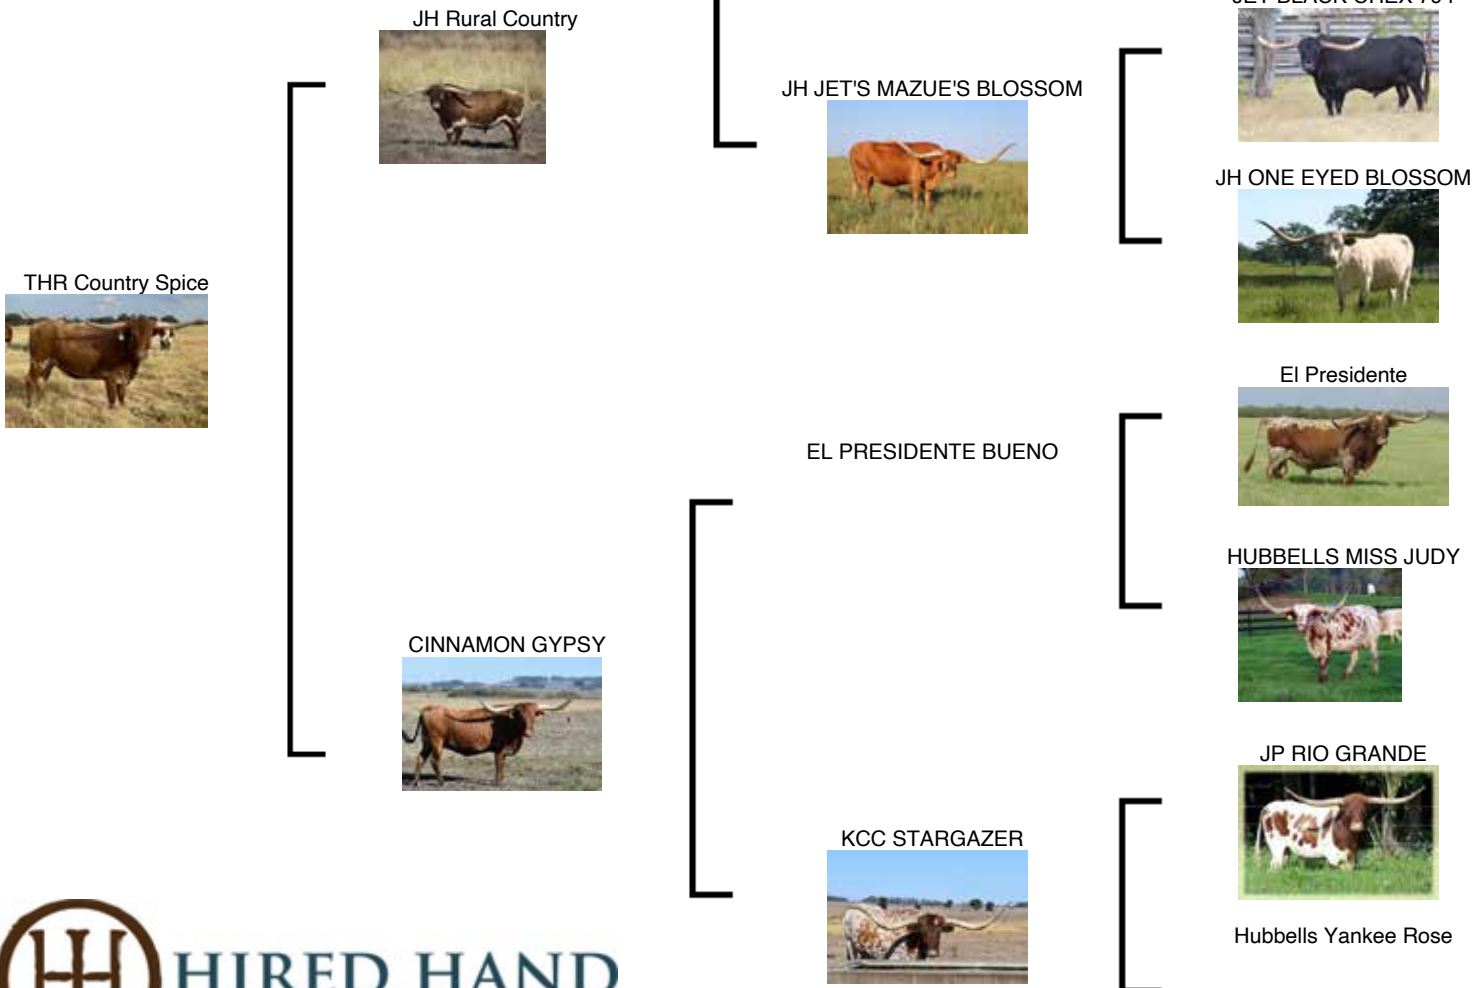 JH Rural Country
JH JET'S MAZUE'S BLOSSOM
JH ONE EYED BLOSSOM
THR Country Spice
El Presidente
EL PRESIDENTE BUENO
HUBBELLS MISS JUDY
CINNAMON GYPSY
JP RIO GRANDE
KCC STARGAZER
Hubbells Yankee Rose
HIRED HAND